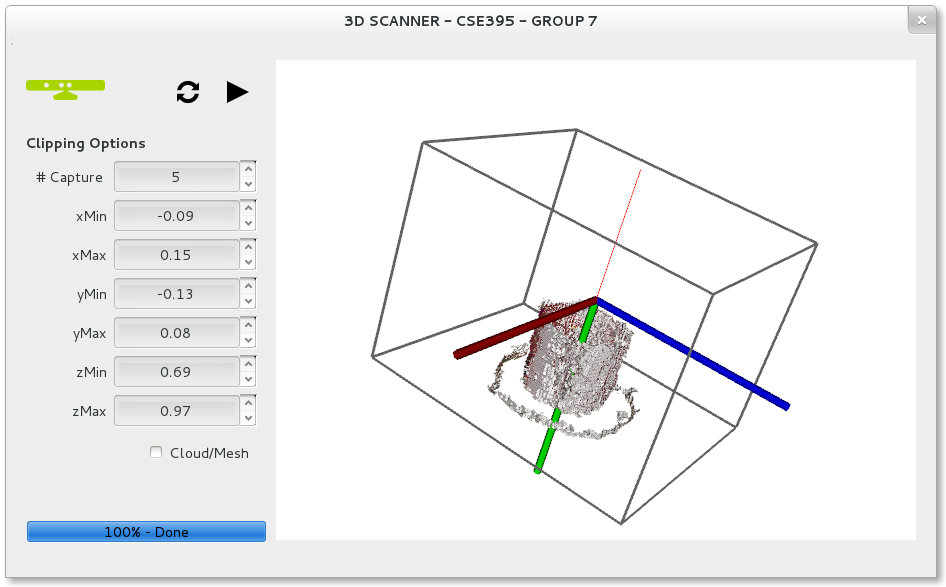 3D SCANNER - CSE395 - GROUP 7
Clipping Options
# Capture 5
xMin -0.09
xMax 0.15
yMin -0.13
yMax 0.08
zMin 0.69
zMax 0.97
Cloud/Mesh
100% - Done